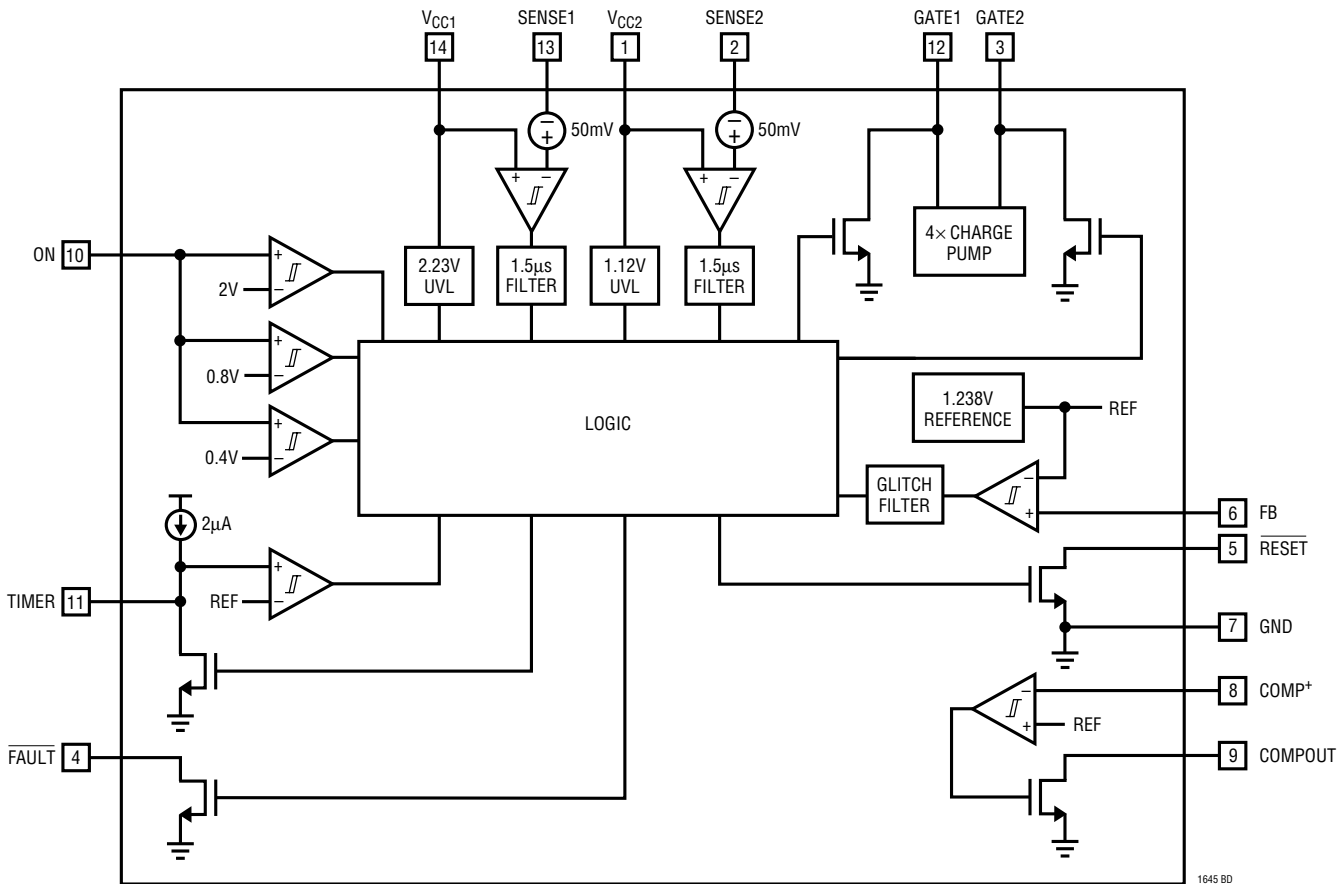 VCC1 SENSE1 VCC2 SENSE2 GATE1 GATE2
14 13 1 2 12 3
− + 50mV − + 50mV
+ − + −
ON 10
+ − 2V
2.23V UVL
1.5µs FILTER
1.12V UVL
1.5µs FILTER
4× CHARGE PUMP
+ − 0.8V
+ − 0.4V
LOGIC
1.238V REFERENCE
REF
GLITCH FILTER
− +
6 FB
2µA
5 RESET
TIMER 11
+ − REF
7 GND
8 COMP+
− + REF
FAULT 4
9 COMPOUT
1645 BD